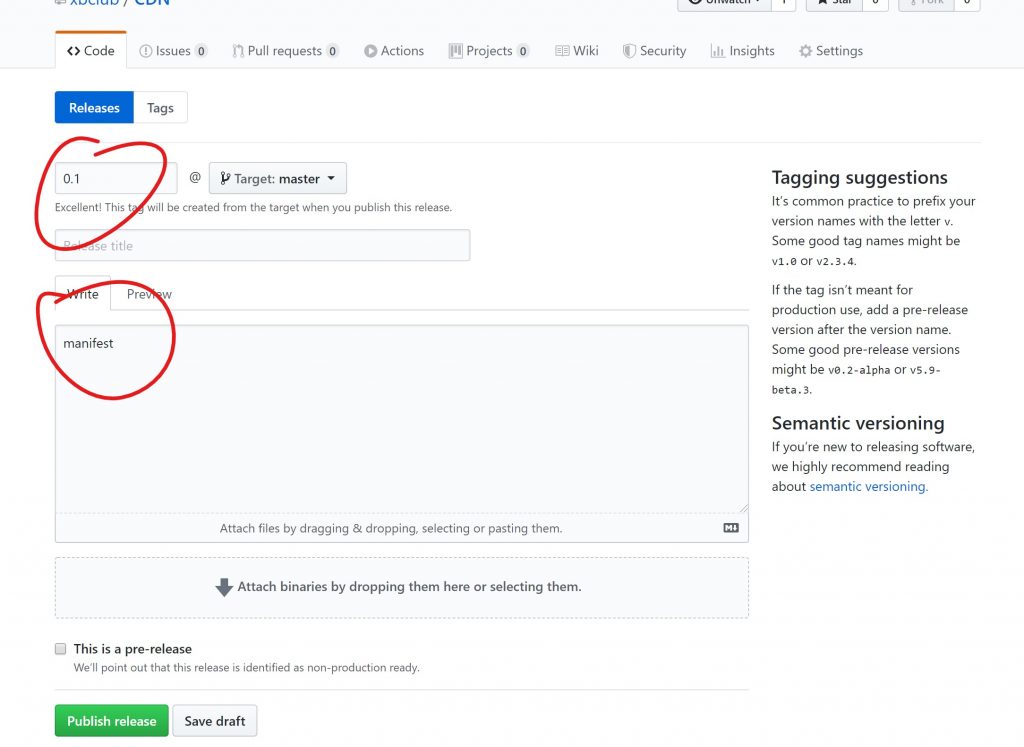 xbclub / CDN
Unwatch 1 Star 0 Fork 0
Code Issues 0 Pull requests 0 Actions Projects 0 Wiki Security Insights Settings
Releases Tags
0.1 @ Target: master
Excellent! This tag will be created from the target when you publish this release.
Release title
Write Preview
manifest
Attach files by dragging & dropping, selecting or pasting them.
Attach binaries by dropping them here or selecting them.
This is a pre-release
We'll point out that this release is identified as non-production ready.
Publish release Save draft
Tagging suggestions
It's common practice to prefix your
version names with the letter v.
Some good tag names might be
v1.0 or v2.3.4.
If the tag isn't meant for
production use, add a pre-release
version after the version name.
Some good pre-release versions
might be v0.2-alpha or v5.9-
beta.3.
Semantic versioning
If you're new to releasing software,
we highly recommend reading
about semantic versioning.